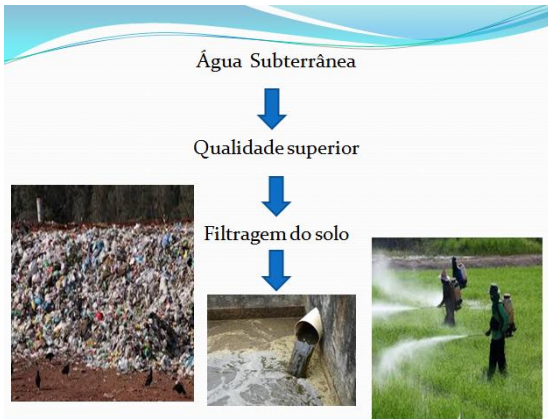 Água Subterrânea
Qualidade superior
Filtragem do solo